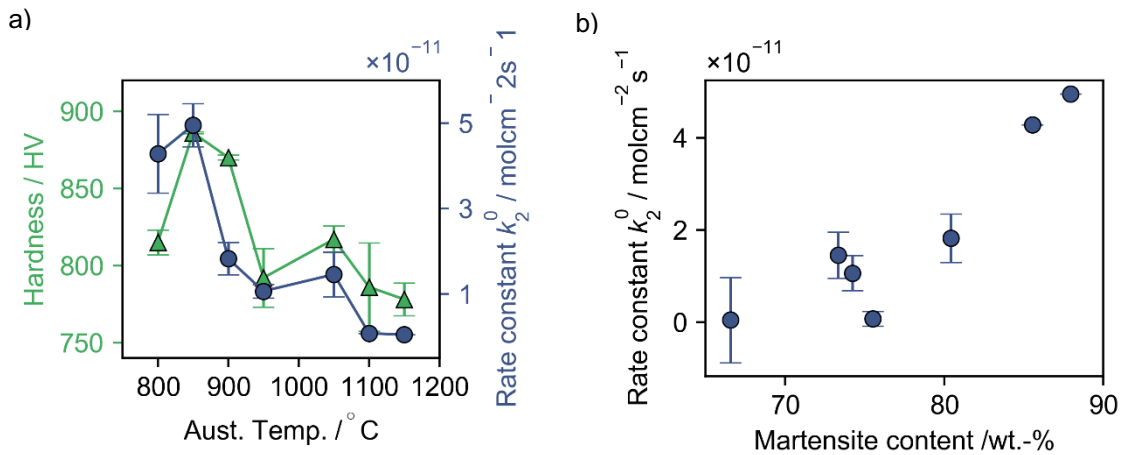 a)
×10⁻¹¹
900
850
800
750
Hardness / HV
5
3
1
Rate constant k₂⁰ / molcm⁻2s⁻1
800 900 1000 1100 1200
Aust. Temp. / °C
b)
×10⁻¹¹
4
2
0
Rate constant k₂⁰ / molcm⁻²s⁻¹
70 80 90
Martensite content /wt.-%